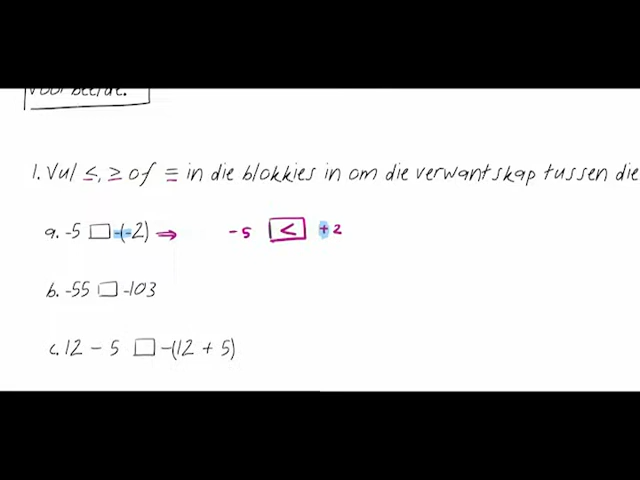 Voorbeelde:
1. Vul <, > of = in die blokkies in om die verwantskap tussen die
a. -5 □ -(-2) ⇒ -5 < +2
b. -55 □ -103
c. 12 - 5 □ -(12 + 5)